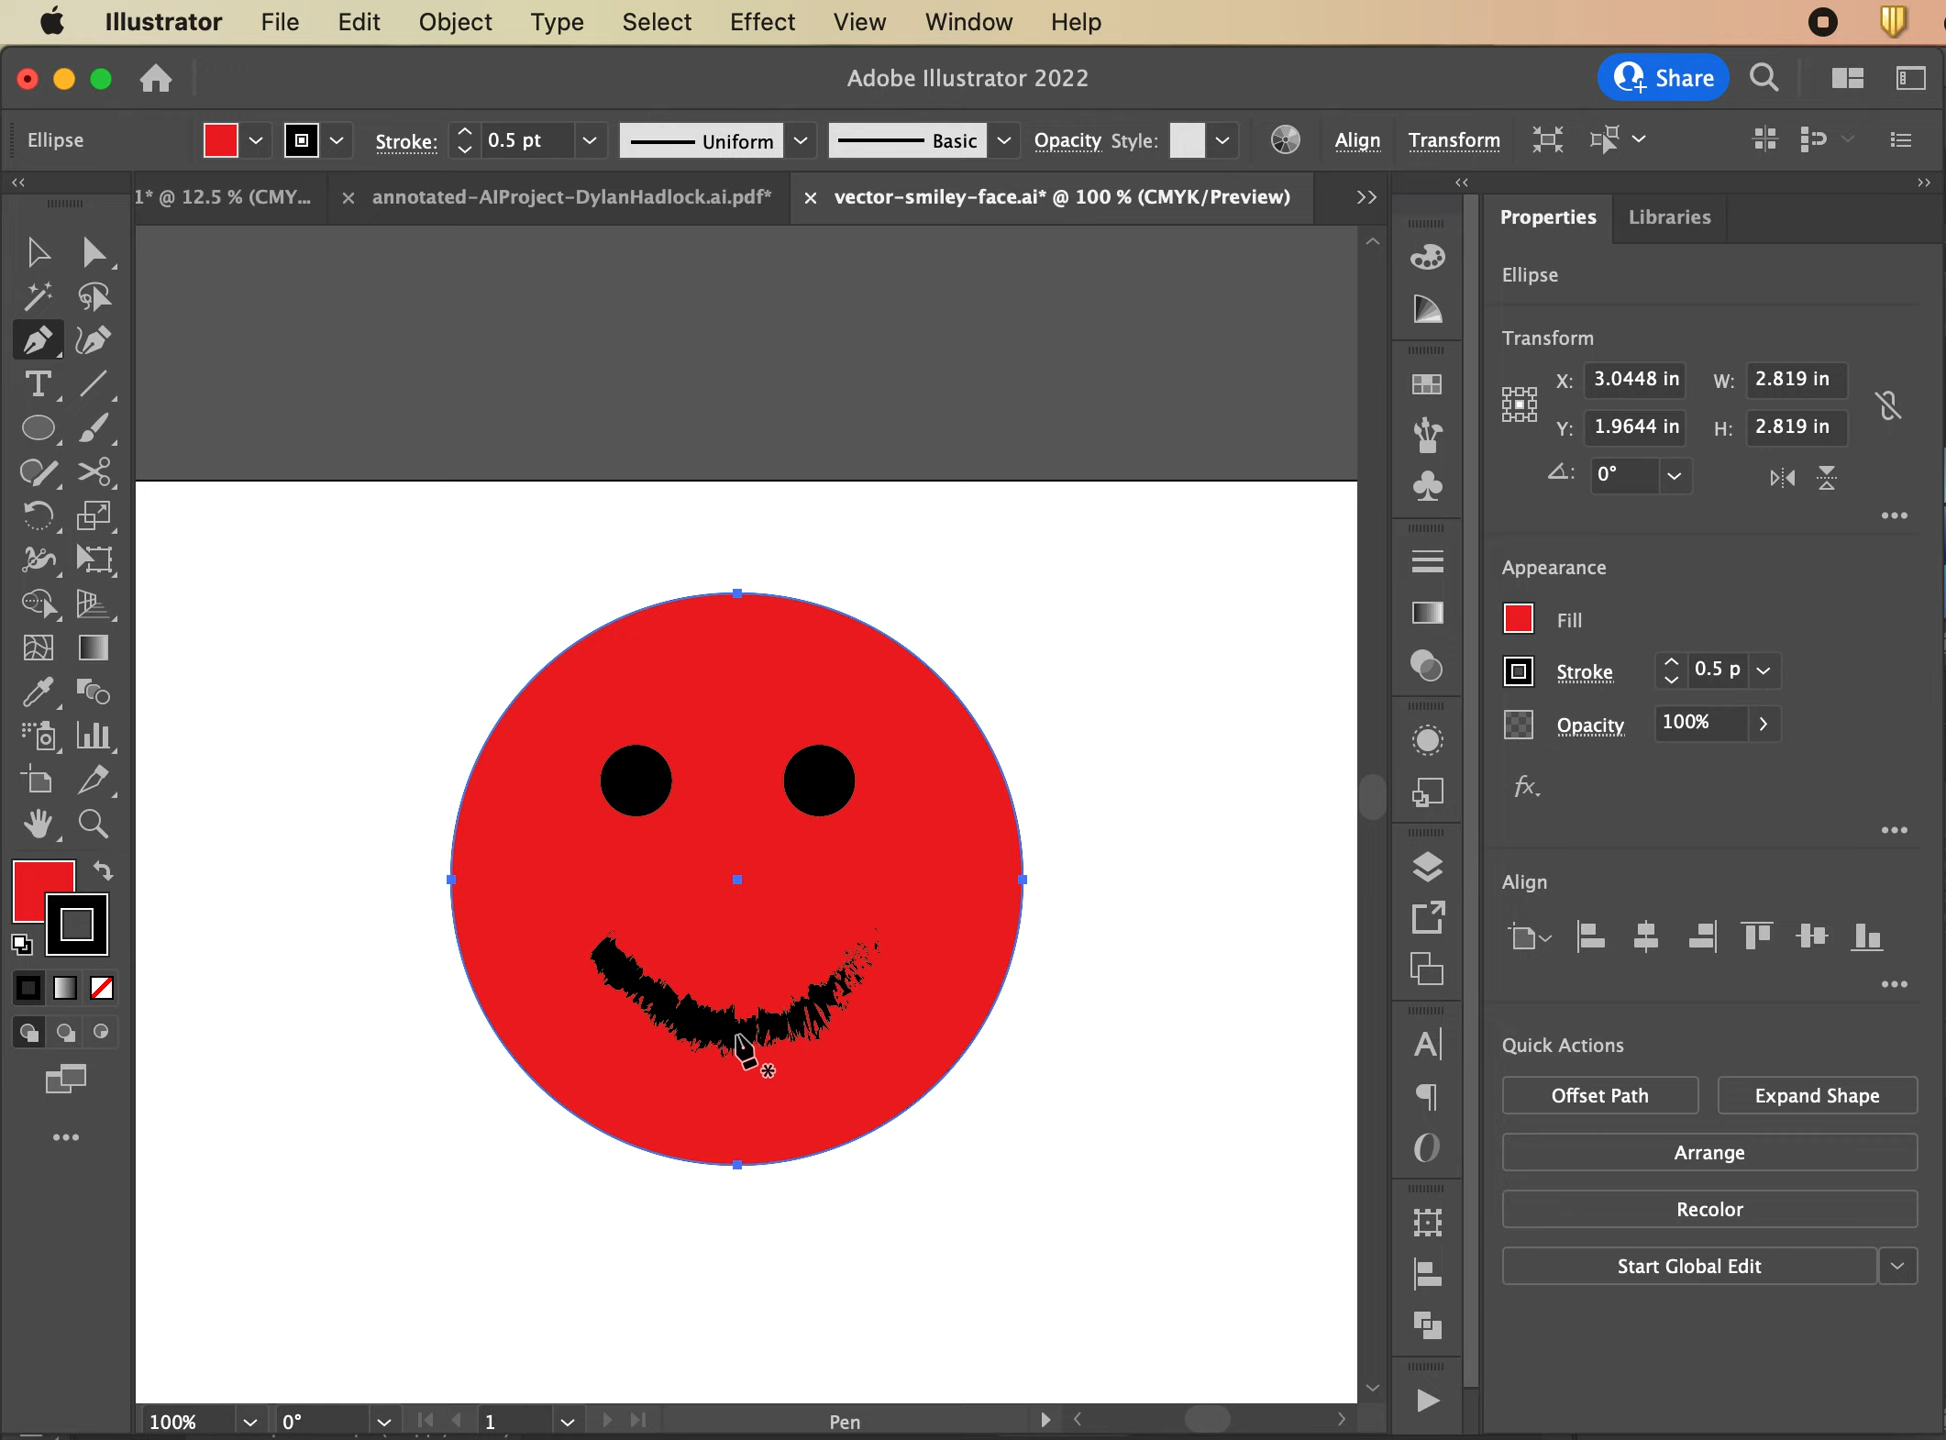 Illustrator File Edit Object Type Select Effect View Window Help
Adobe Illustrator 2022
Share
Ellipse
Stroke: 0.5 pt Uniform Basic Opacity Style: Align Transform
1* @ 12.5 % (CMY... × annotated-AIProject-DylanHadlock.ai.pdf* × vector-smiley-face.ai* @ 100 % (CMYK/Preview)
Properties Libraries
Ellipse
Transform
X: 3.0448 in W: 2.819 in
Y: 1.9644 in H: 2.819 in
0°
Appearance
Fill
Stroke 0.5 p
Opacity 100%
fx
Align
Quick Actions
Offset Path Expand Shape
Arrange
Recolor
Start Global Edit
100% 0° 1 Pen